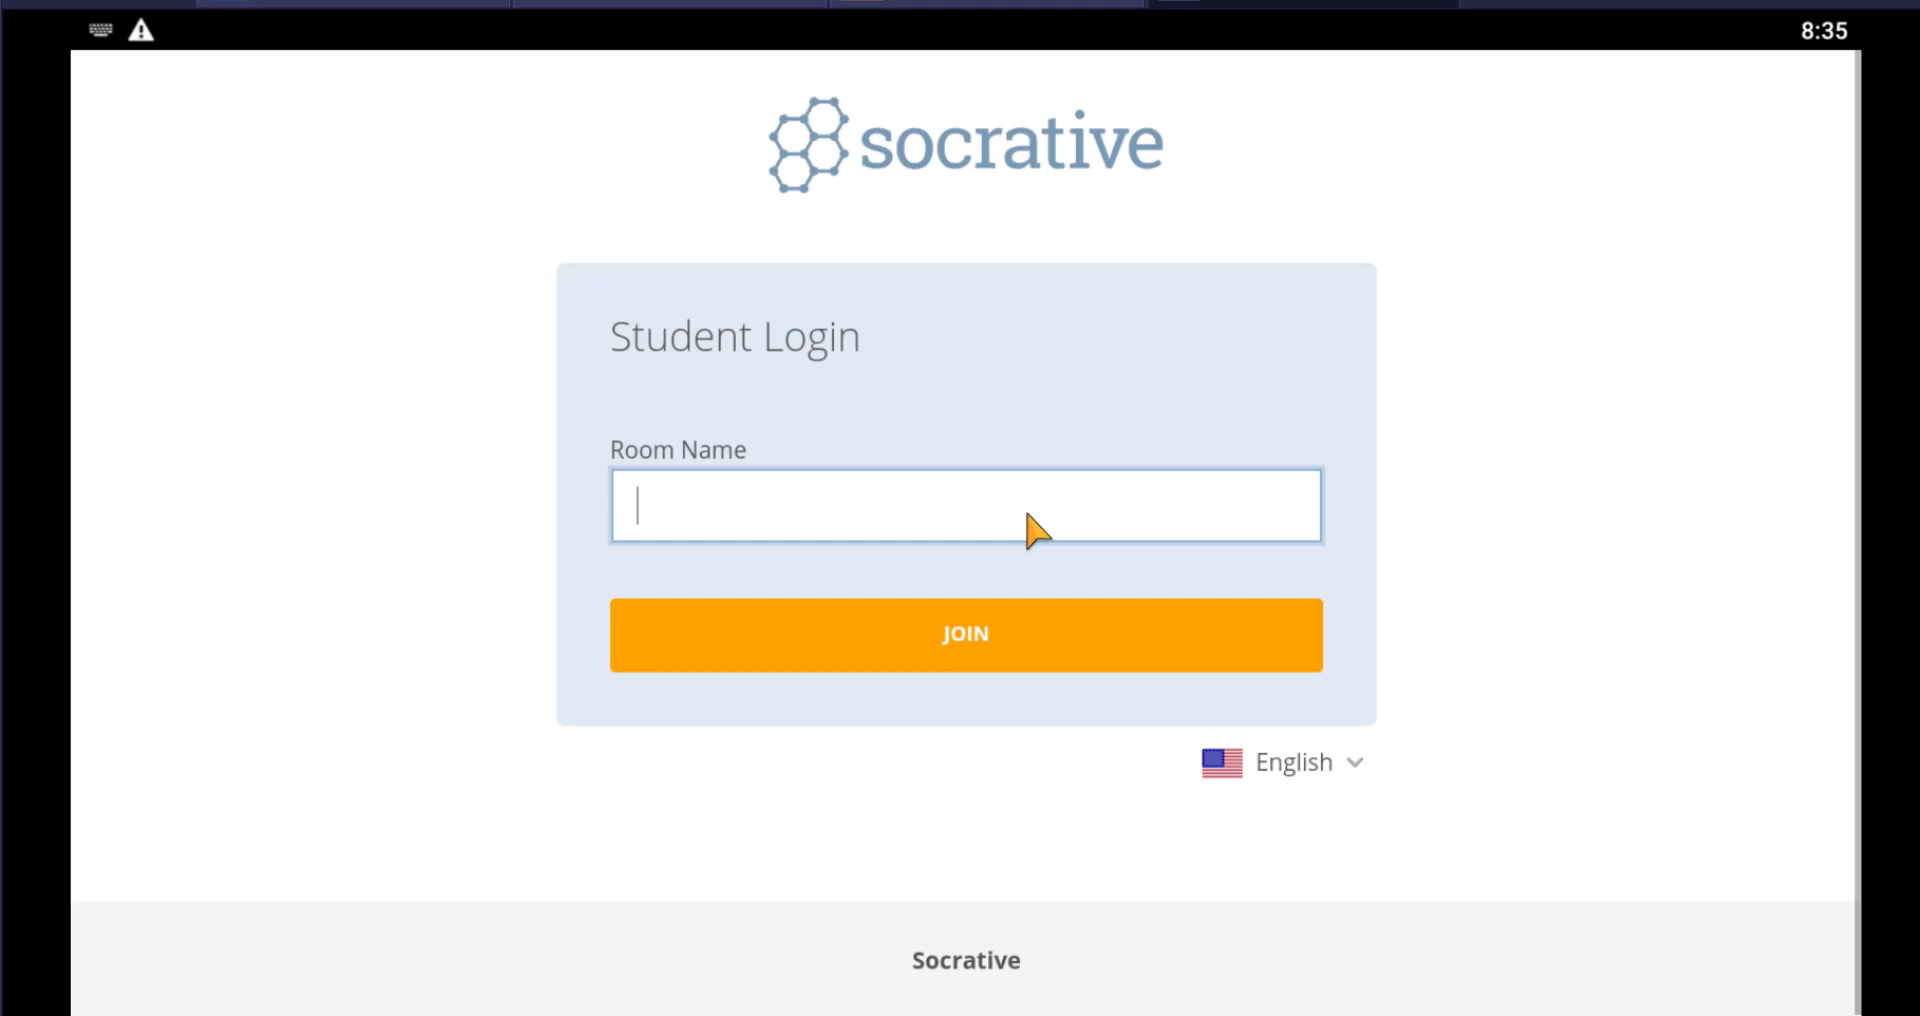 8:35
socrative
Student Login
Room Name
JOIN
English
Socrative